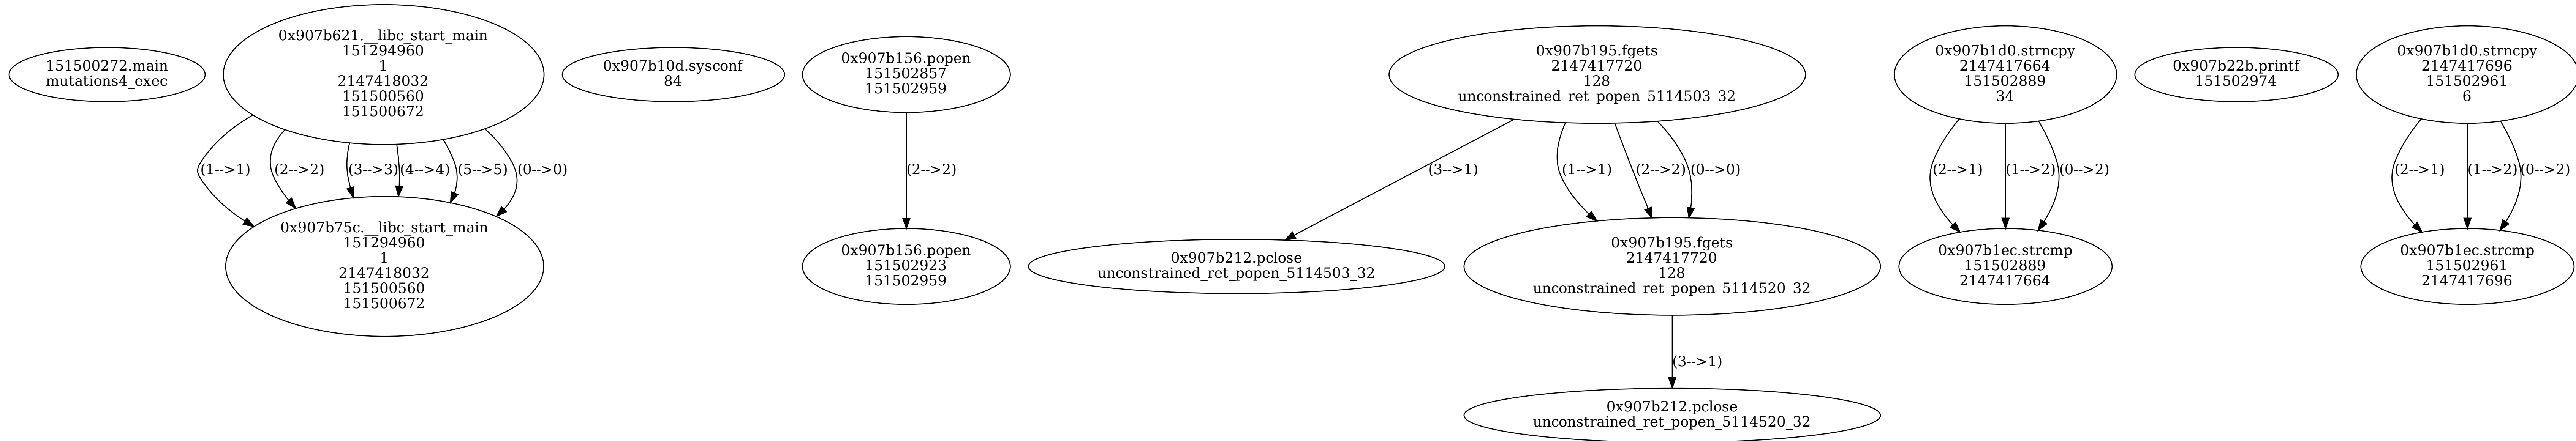 151500272.main
mutations4_exec
0x907b621.__libc_start_main
151294960
1
2147418032
151500560
151500672
0x907b10d.sysconf
84
0x907b156.popen
151502857
151502959
0x907b195.fgets
2147417720
128
unconstrained_ret_popen_5114503_32
0x907b1d0.strncpy
2147417664
151502889
34
0x907b22b.printf
151502974
0x907b1d0.strncpy
2147417696
151502961
6
(1-->1)
(2-->2)
(3-->3)
(4-->4)
(5-->5)
(0-->0)
(2-->2)
(3-->1)
(1-->1)
(2-->2)
(0-->0)
(2-->1)
(1-->2)
(0-->2)
(2-->1)
(1-->2)
(0-->2)
0x907b75c.__libc_start_main
151294960
1
2147418032
151500560
151500672
0x907b156.popen
151502923
151502959
0x907b212.pclose
unconstrained_ret_popen_5114503_32
0x907b195.fgets
2147417720
128
unconstrained_ret_popen_5114520_32
0x907b1ec.strcmp
151502889
2147417664
0x907b1ec.strcmp
151502961
2147417696
(3-->1)
0x907b212.pclose
unconstrained_ret_popen_5114520_32